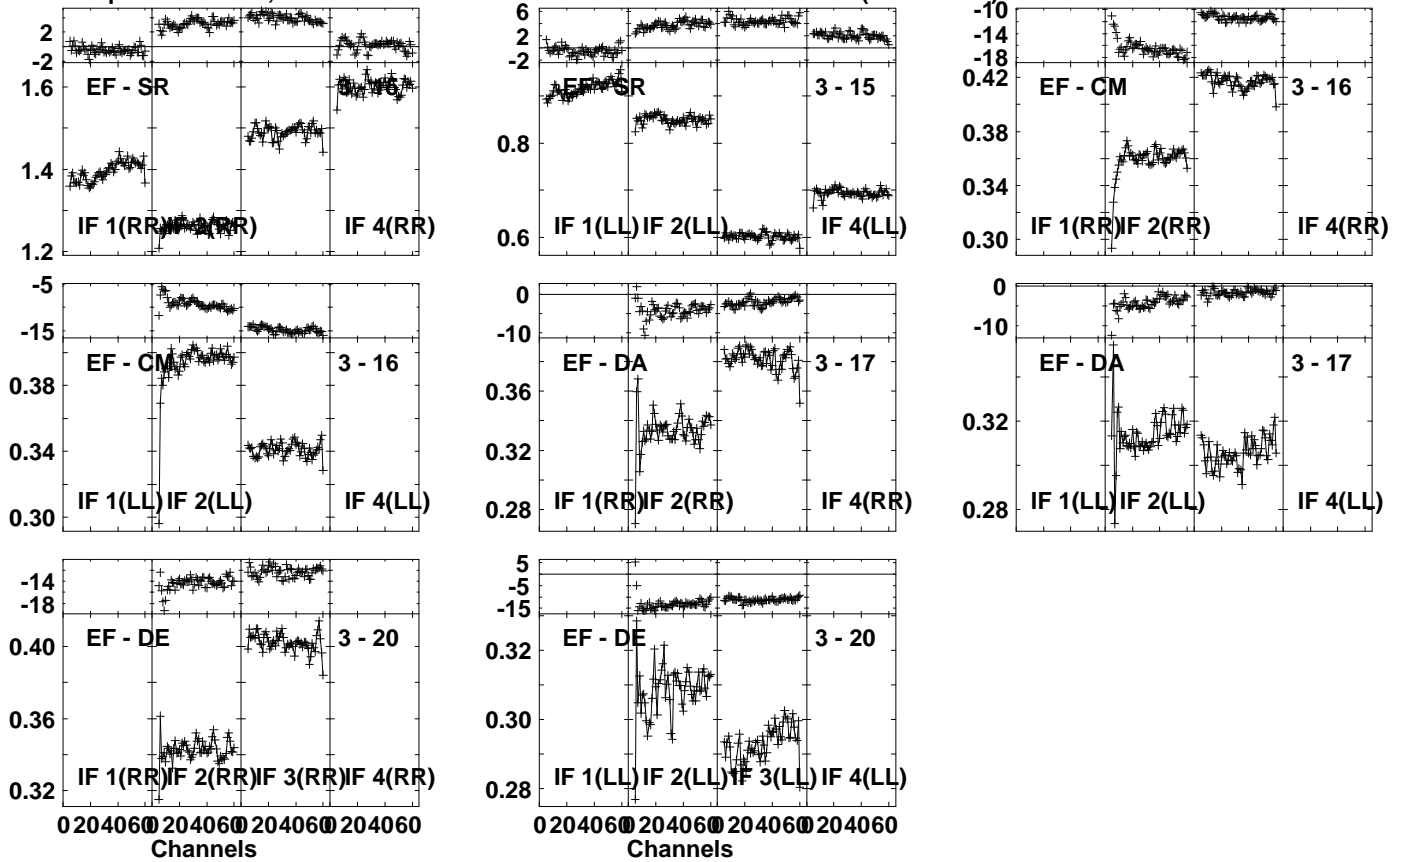 2
-2
EF - SR
1.6
1.4
1.2
IF 1(RR) IF 2(RR) IF 4(RR)
6
2
-2
EF - SR 3 - 15
0.8
0.6
IF 1(LL) IF 2(LL) IF 4(LL)
-10
-14
-18
EF - CM 3 - 16
0.42
0.38
0.34
0.30
IF 1(RR) IF 2(RR) IF 4(RR)
-5
-15
EF - CM 3 - 16
0.38
0.34
0.30
IF 1(LL) IF 2(LL) IF 4(LL)
0
-10
EF - DA 3 - 17
0.36
0.32
0.28
IF 1(RR) IF 2(RR) IF 4(RR)
0
-10
EF - DA 3 - 17
0.32
0.28
IF 1(LL) IF 2(LL) IF 4(LL)
-14
-18
EF - DE 3 - 20
0.40
0.36
0.32
IF 1(RR) IF 2(RR) IF 3(RR) IF 4(RR)
0 20 40 60 0 20 40 60 0 20 40 60 0 20 40 60
Channels
5
-5
-15
EF - DE 3 - 20
0.32
0.30
0.28
IF 1(LL) IF 2(LL) IF 3(LL) IF 4(LL)
0 20 40 60 0 20 40 60 0 20 40 60 0 20 40 60
Channels